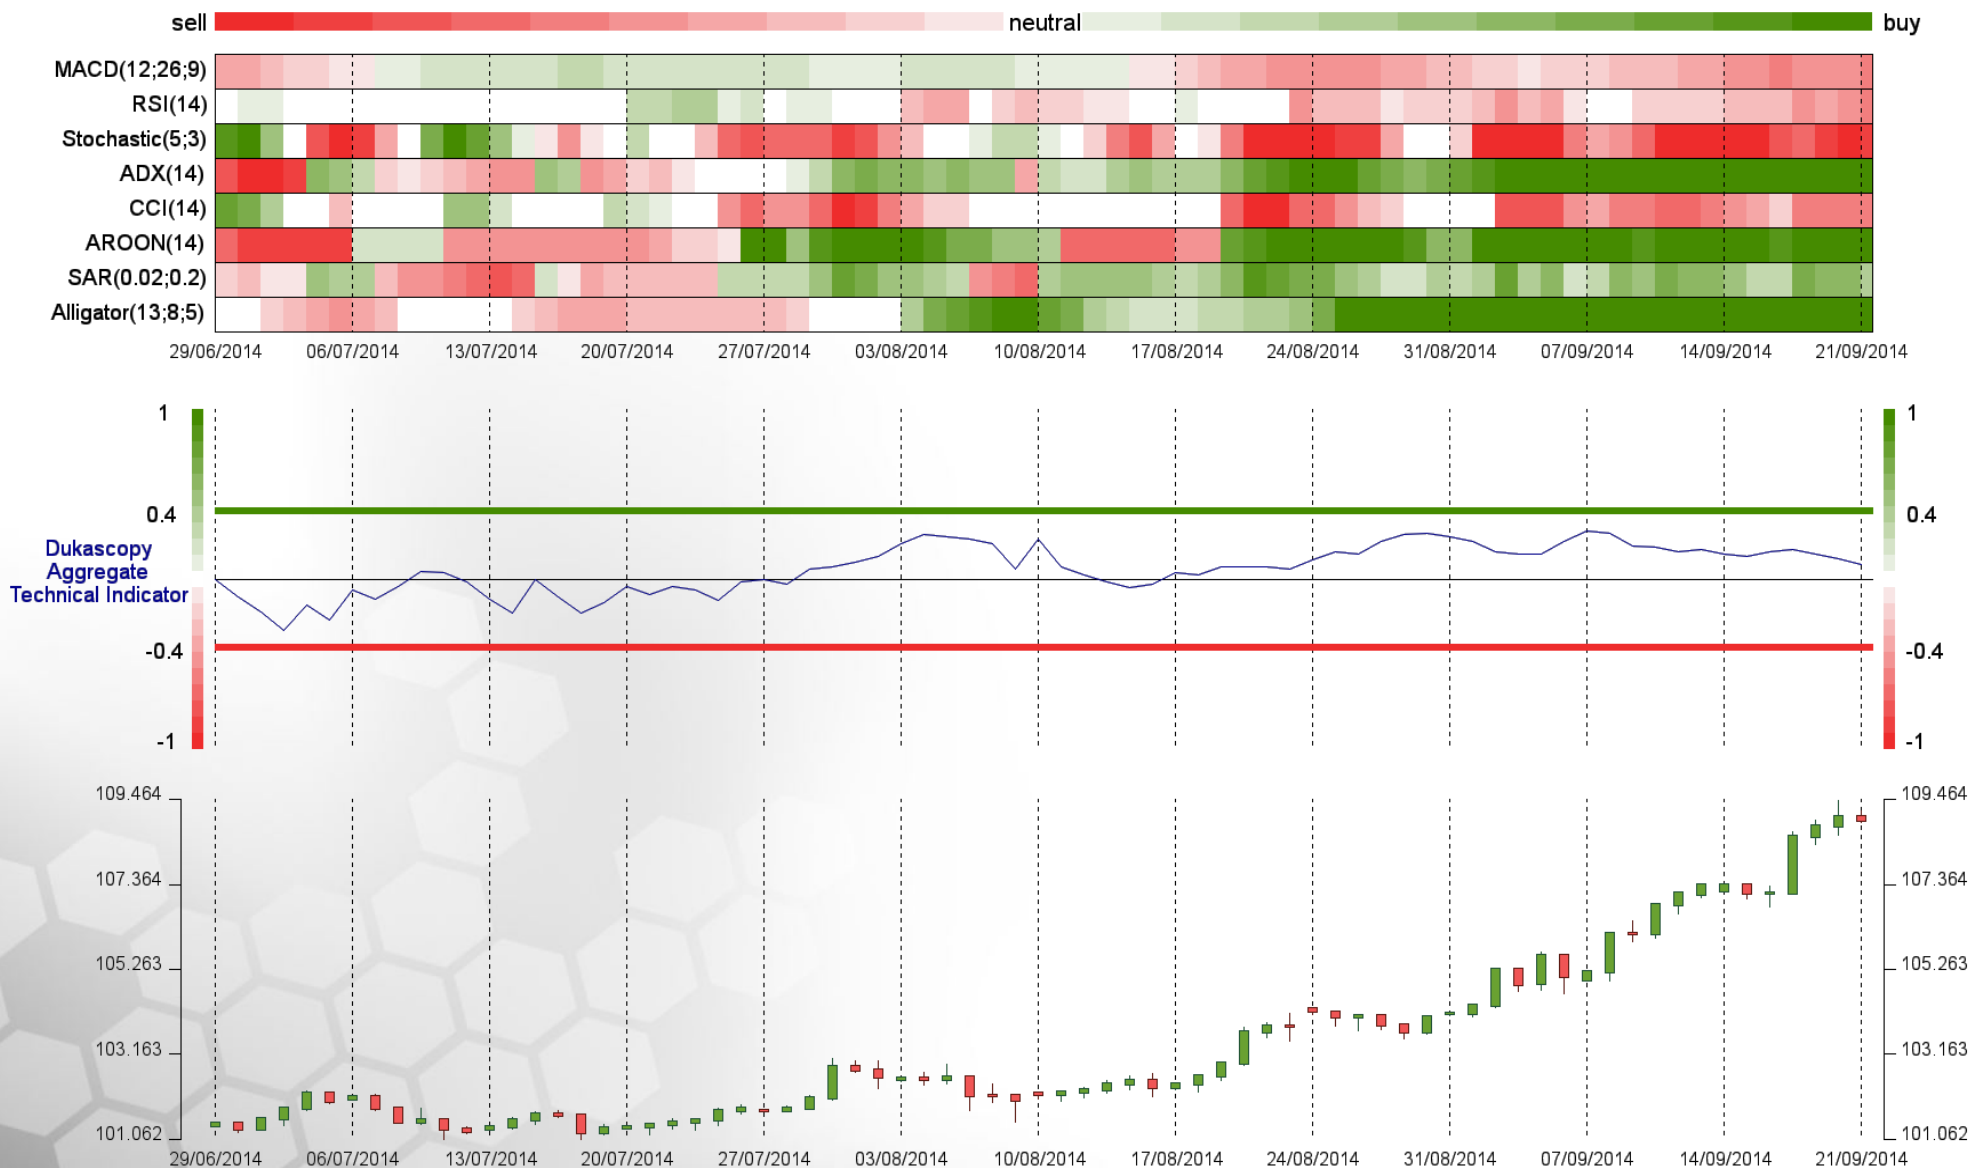 sell neutral buy
MACD(12;26;9)
RSI(14)
Stochastic(5;3)
ADX(14)
CCI(14)
AROON(14)
SAR(0.02;0.2)
Alligator(13;8;5)
29/06/2014 06/07/2014 13/07/2014 20/07/2014 27/07/2014 03/08/2014 10/08/2014 17/08/2014 24/08/2014 31/08/2014 07/09/2014 14/09/2014 21/09/2014
1 1
0.4 0.4
Dukascopy
Aggregate
Technical Indicator
-0.4 -0.4
-1 -1
109.464 109.464
107.364 107.364
105.263 105.263
103.163 103.163
101.062 101.062
29/06/2014 06/07/2014 13/07/2014 20/07/2014 27/07/2014 03/08/2014 10/08/2014 17/08/2014 24/08/2014 31/08/2014 07/09/2014 14/09/2014 21/09/2014